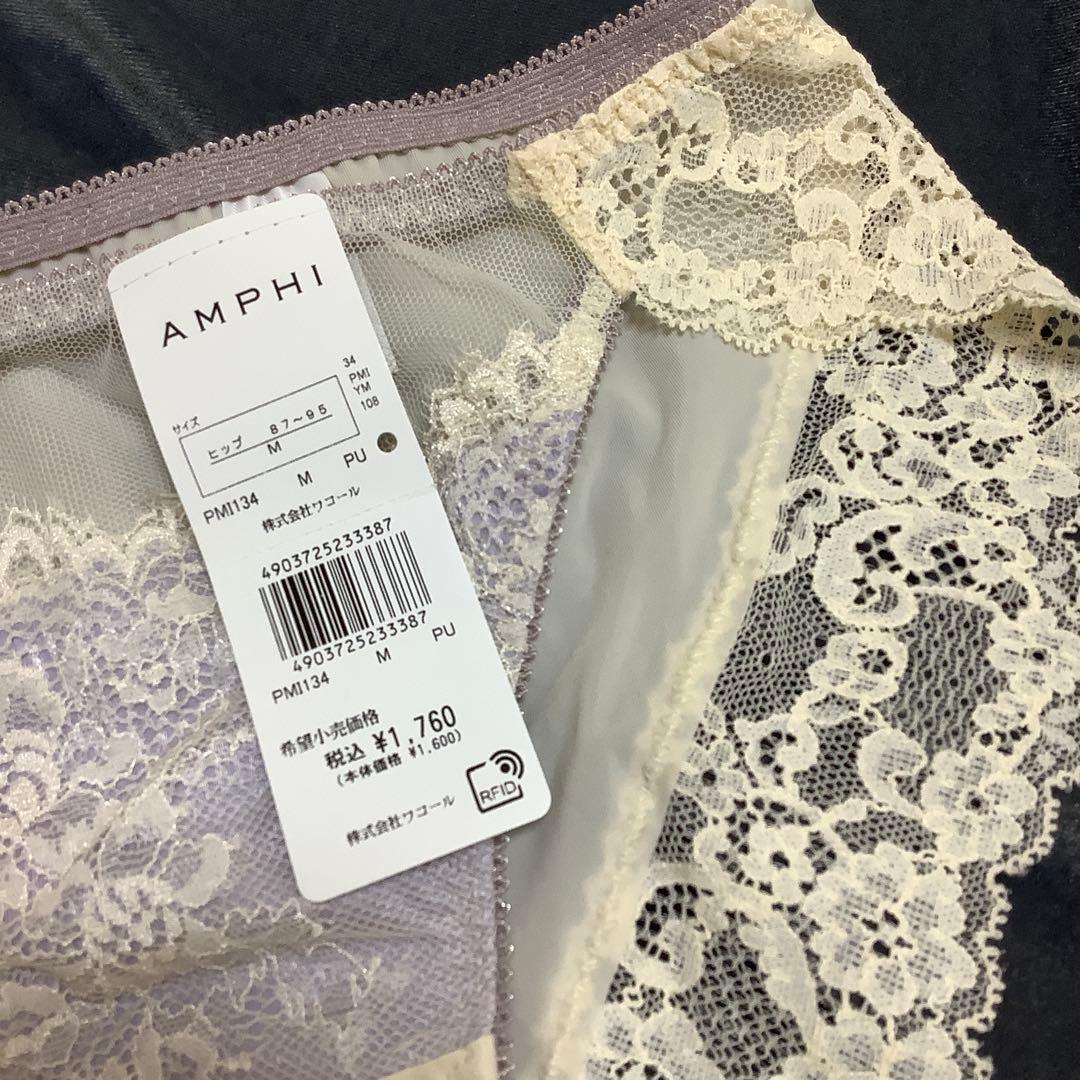 AMPHI
34
PMI
YM
108
サイズ
ヒップ 87~95
M
PMI134 M PU
株式会社ワコール
4903725233387
4903725233387
PMI134 M PU
希望小売価格
税込 ¥1,760
(本体価格 ¥1,600)
株式会社ワコール
RFID